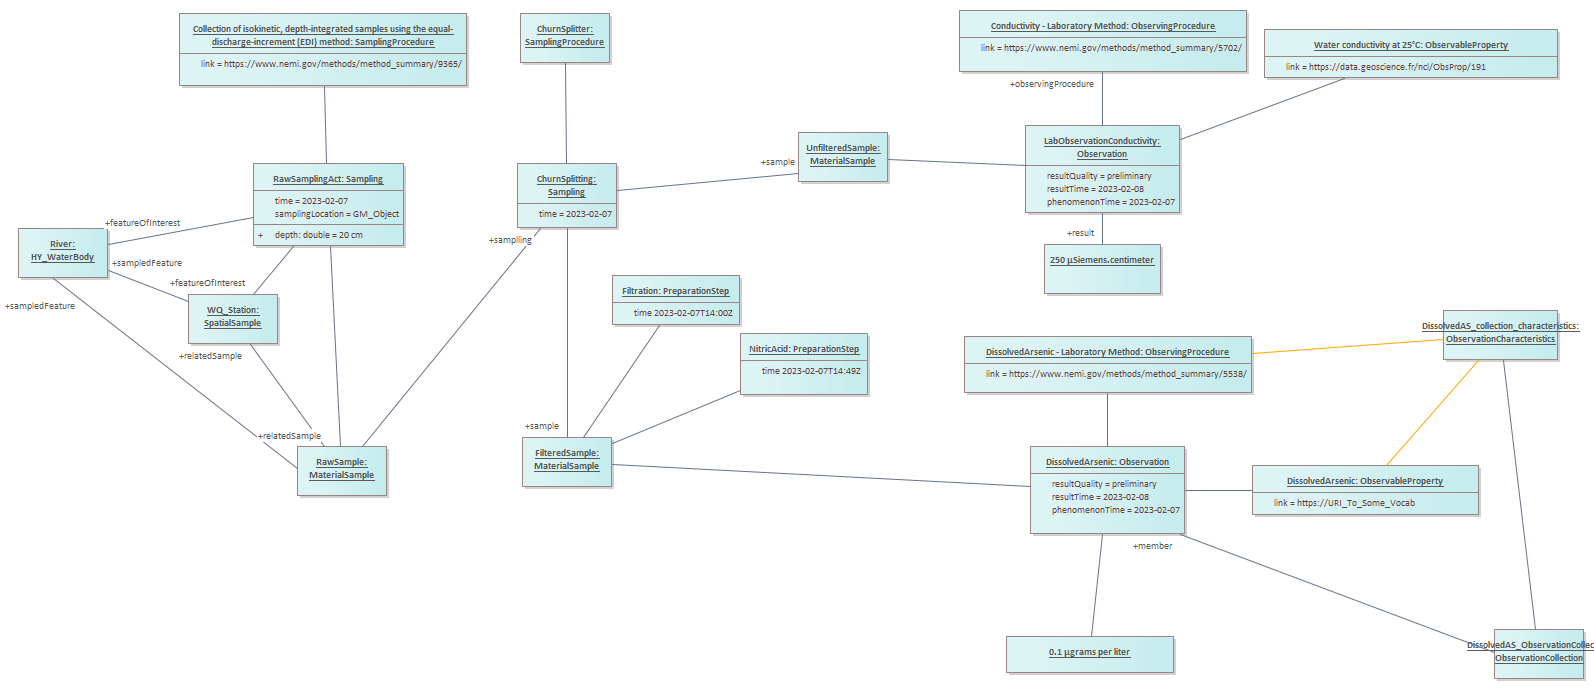 Collection of isokinetic, depth-integrated samples using the equal-
discharge-increment (EDI) method: SamplingProcedure
link = https://www.nemi.gov/methods/method_summary/9365/
ChurnSplitter:
SamplingProcedure
Conductivity - Laboratory Method: ObservingProcedure
link = https://www.nemi.gov/methods/method_summary/5702/
Water conductivity at 25°C: ObservableProperty
link = https://data.geoscience.fr/ncl/ObsProp/191
+observingProcedure
UnfilteredSample:
MaterialSample
+sample
LabObservationConductivity:
Observation
resultQuality = preliminary
resultTime = 2023-02-08
phenomenonTime = 2023-02-07
+result
250 µSiemens.centimeter
RawSamplingAct: Sampling
time = 2023-02-07
samplingLocation = GM_Object
+ depth: double = 20 cm
ChurnSplitting:
Sampling
time = 2023-02-07
+samplling
+featureOfInterest
River:
HY_WaterBody
+sampledFeature
+featureOfInterest
+sampledFeature
WQ_Station:
SpatialSample
+relatedSample
Filtration: PreparationStep
time 2023-02-07T14:00Z
NitricAcid: PreparationStep
time 2023-02-07T14:49Z
DissolvedAS_collection_characteristics:
ObservationCharacteristics
DissolvedArsenic - Laboratory Method: ObservingProcedure
link = https://www.nemi.gov/methods/method_summary/5538/
+relatedSample
RawSample:
MaterialSample
+sample
FilteredSample:
MaterialSample
DissolvedArsenic: Observation
resultQuality = preliminary
resultTime = 2023-02-08
phenomenonTime = 2023-02-07
DissolvedArsenic: ObservableProperty
link = https://URI_To_Some_Vocab
+member
0.1 µgrams per liter
DissolvedAS_ObservationCollec
ObservationCollection